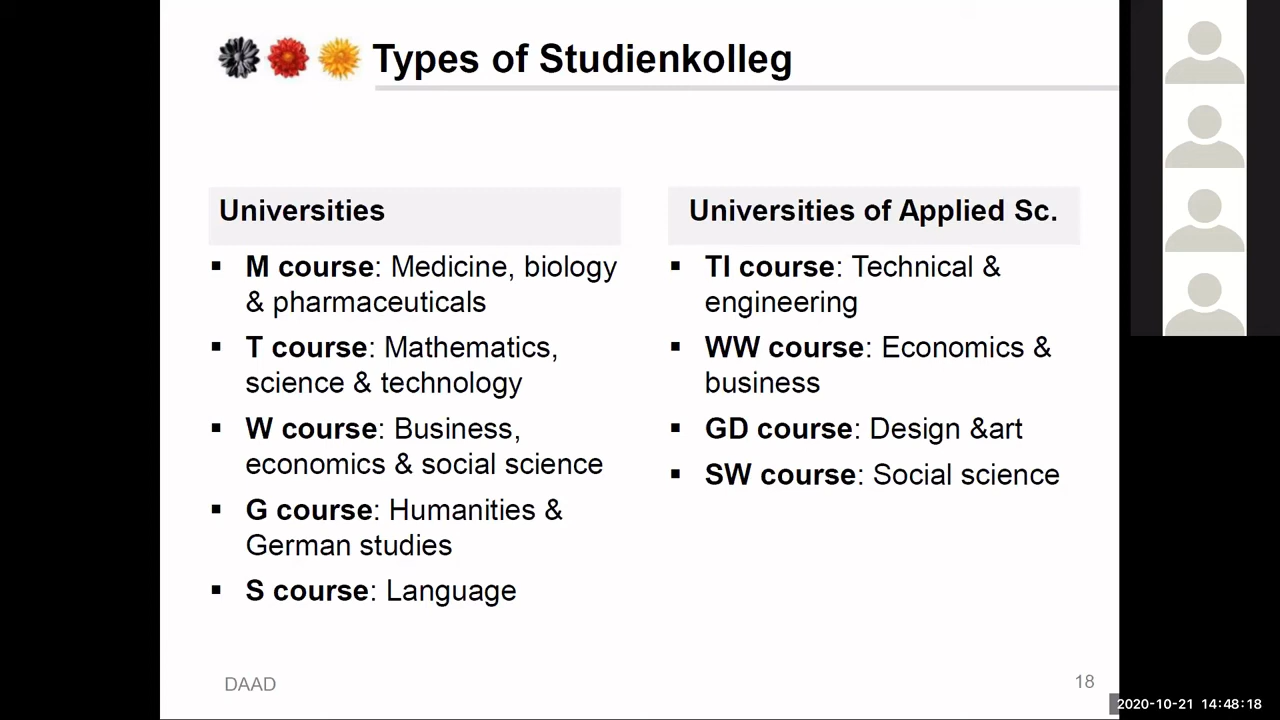 Types of Studienkolleg
Universities
▪ M course: Medicine, biology
& pharmaceuticals
▪ T course: Mathematics,
science & technology
▪ W course: Business,
economics & social science
▪ G course: Humanities &
German studies
▪ S course: Language
Universities of Applied Sc.
▪ TI course: Technical &
engineering
▪ WW course: Economics &
business
▪ GD course: Design &art
▪ SW course: Social science
DAAD
18
2020-10-21 14:48:18